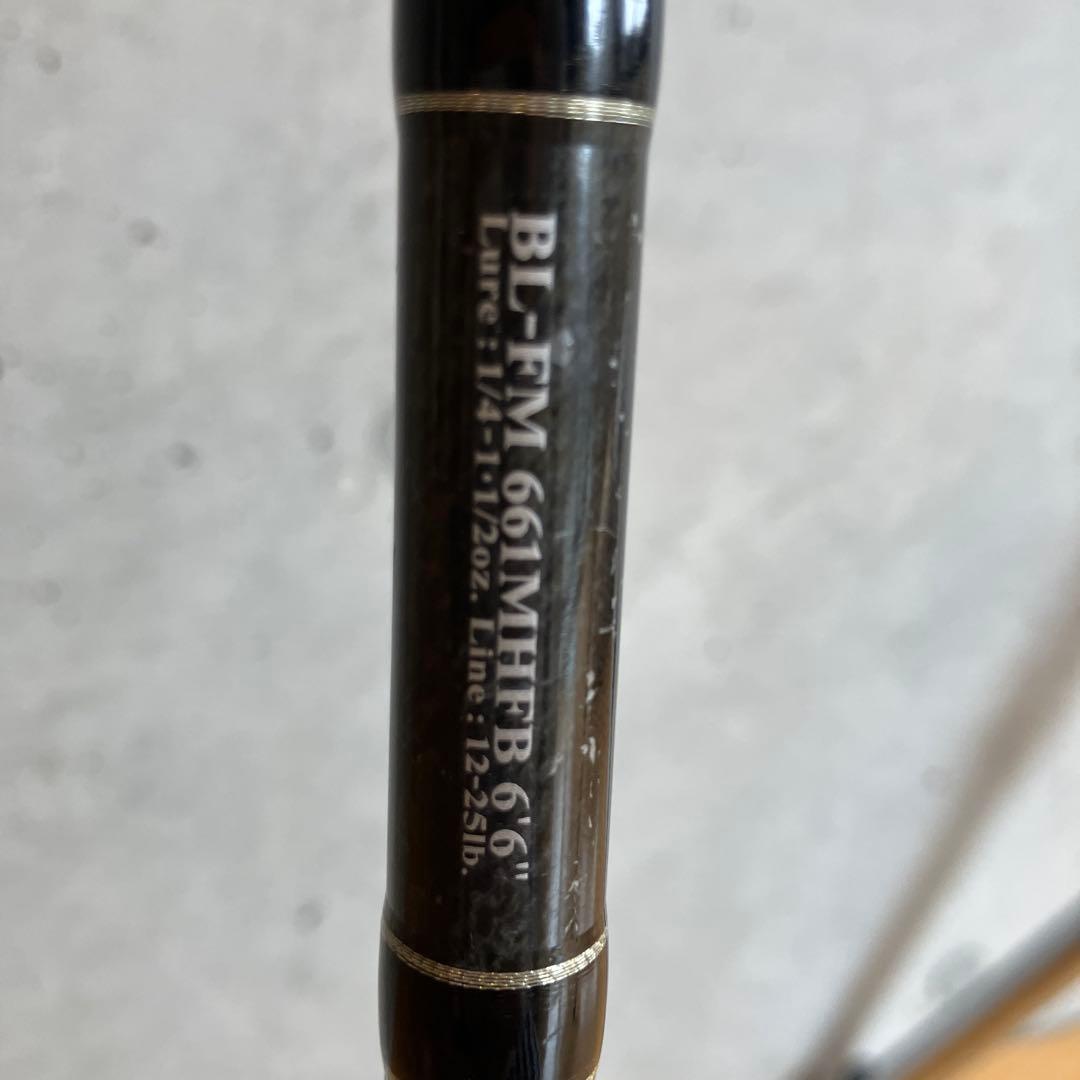 BL-FM 661MHFB 6'6"
Lure : 1/4-1・1/2oz. Line : 12-25lb.